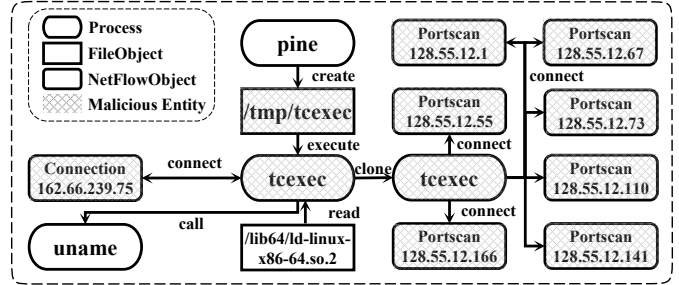 Process
FileObject
NetFlowObject
Malicious Entity
pine
create
/tmp/tcexec
execute
Connection
162.66.239.75
connect
tcexec
clone
tcexec
call
read
uname
/lib64/ld-linux-
x86-64.so.2
Portscan
128.55.12.1
Portscan
128.55.12.67
connect
Portscan
128.55.12.55
connect
Portscan
128.55.12.73
Portscan
128.55.12.110
connect
Portscan
128.55.12.166
Portscan
128.55.12.141